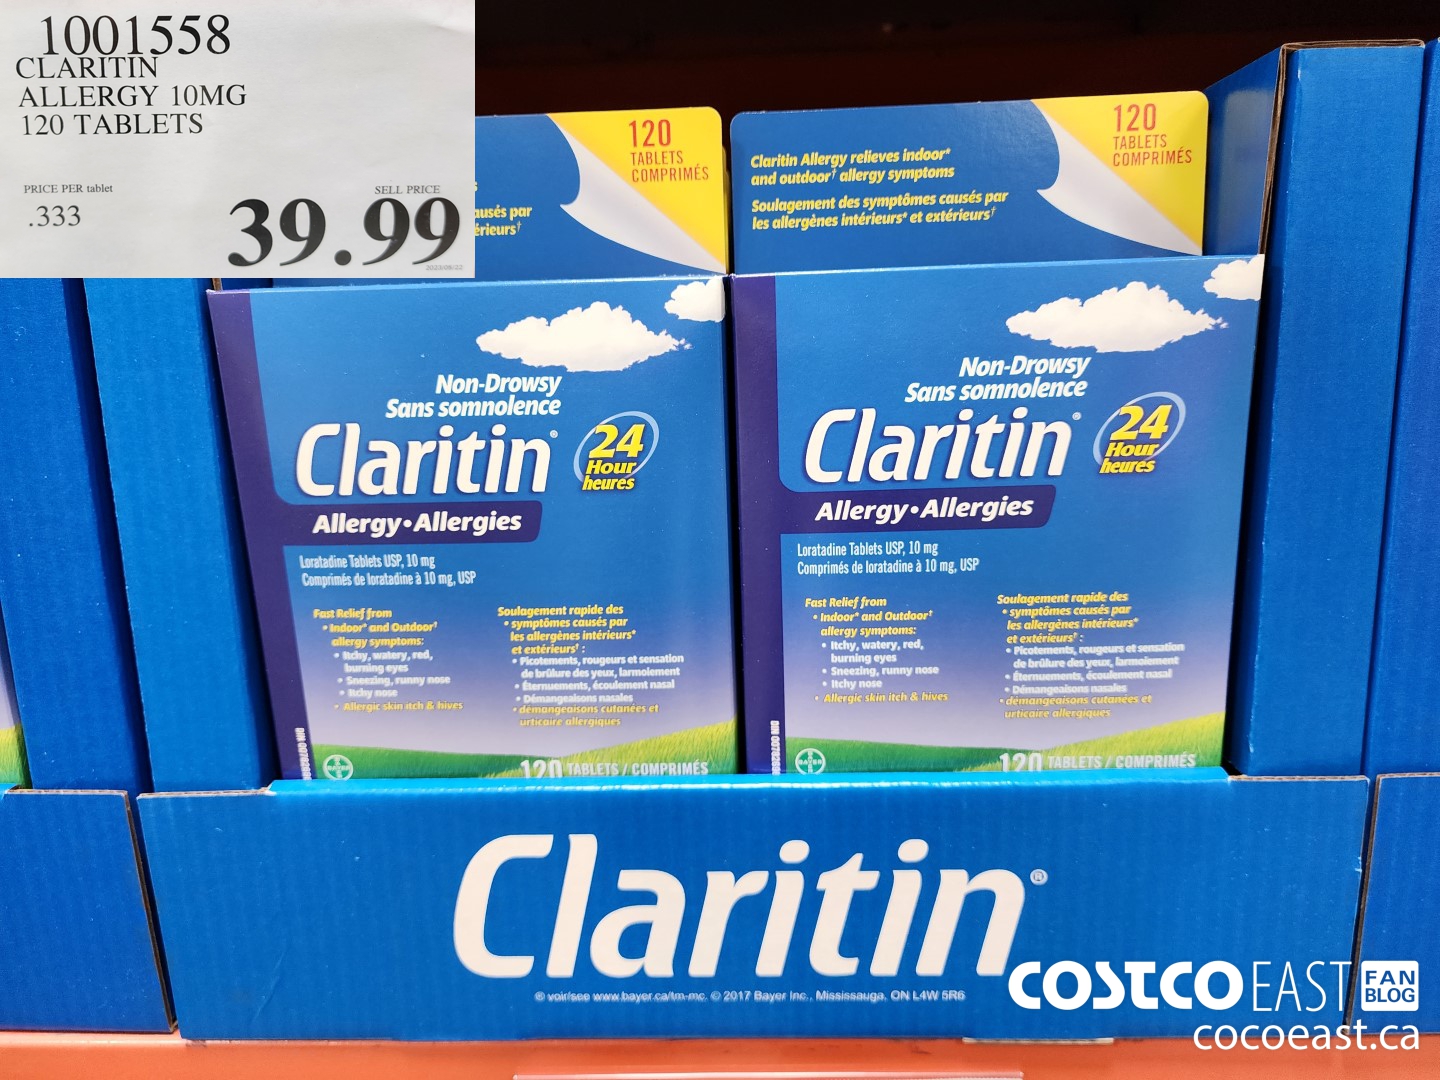 1001558
CLARITIN
ALLERGY 10MG
120 TABLETS
PRICE PER tablet
.333
SELL PRICE
39.99
2023/08/22
120
TABLETS
COMPRIMÉS
ausés par
érieurs†
Claritin Allergy relieves indoor*
and outdoor† allergy symptoms
Soulagement des symptômes causés par
les allergènes intérieurs* et extérieurs†
120
TABLETS
COMPRIMÉS
Non-Drowsy
Sans somnolence
Claritin®
24
Hour
heures
Allergy•Allergies
Loratadine Tablets USP, 10 mg
Comprimés de loratadine à 10 mg, USP
Fast Relief from
• Indoor* and Outdoor†
allergy symptoms:
• Itchy, watery, red,
burning eyes
• Sneezing, runny nose
• Itchy nose
• Allergic skin itch & hives
Soulagement rapide des
• symptômes causés par
les allergènes intérieurs*
et extérieurs† :
• Picotements, rougeurs et sensation
de brûlure des yeux, larmoiement
• Éternuements, écoulement nasal
• Démangeaisons nasales
• démangeaisons cutanées et
urticaire allergiques
BAYER
120 TABLETS / COMPRIMÉS
Non-Drowsy
Sans somnolence
Claritin®
24
Hour
heures
Allergy•Allergies
Loratadine Tablets USP, 10 mg
Comprimés de loratadine à 10 mg, USP
Fast Relief from
• Indoor* and Outdoor†
allergy symptoms:
• Itchy, watery, red,
burning eyes
• Sneezing, runny nose
• Itchy nose
• Allergic skin itch & hives
Soulagement rapide des
• symptômes causés par
les allergènes intérieurs*
et extérieurs† :
• Picotements, rougeurs et sensation
de brûlure des yeux, larmoiement
• Éternuements, écoulement nasal
• Démangeaisons nasales
• démangeaisons cutanées et
urticaire allergiques
BAYER
120 TABLETS / COMPRIMÉS
Claritin®
® voir/see www.bayer.ca/tm-mc. © 2017 Bayer Inc., Mississauga, ON L4W 5R6
COSTCO EAST FAN BLOG
cocoeast.ca